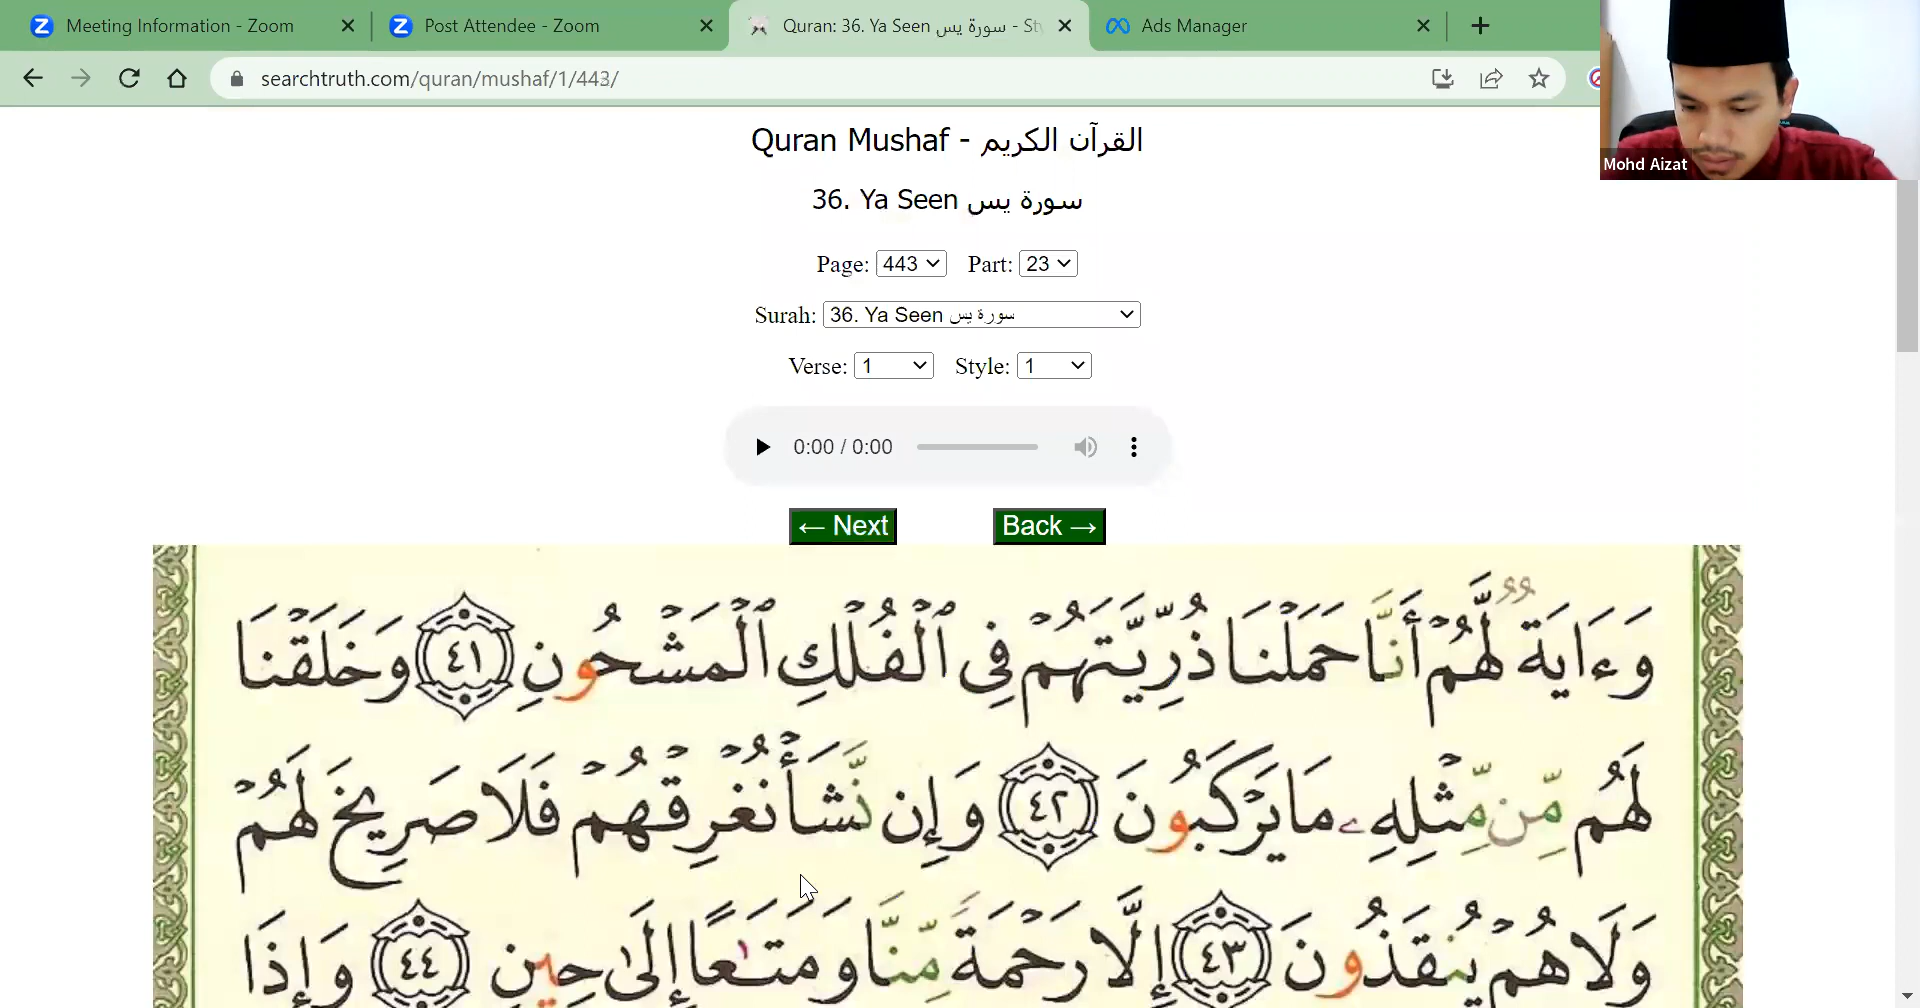 Meeting Information - Zoom
Post Attendee - Zoom
Quran: 36. Ya Seen سورة يس - Sty
Ads Manager
searchtruth.com/quran/mushaf/1/443/
Mohd Aizat
Quran Mushaf - القرآن الكريم
36. Ya Seen سورة يس
Page: 443 Part: 23
Surah: 36. Ya Seen سورة يس
Verse: 1 Style: 1
0:00 / 0:00
← Next Back →
وَءَايَةٌ لَّهُمْ أَنَّا حَمَلْنَا ذُرِّيَّتَهُمْ فِى ٱلْفُلْكِ ٱلْمَشْحُونِ ٤١ وَخَلَقْنَا
لَهُم مِّن مِّثْلِهِۦ مَا يَرْكَبُونَ ٤٢ وَإِن نَّشَأْ نُغْرِقْهُمْ فَلَا صَرِيخَ لَهُمْ
وَلَا هُمْ يُنقَذُونَ ٤٣ إِلَّا رَحْمَةً مِّنَّا وَمَتَٰعًا إِلَىٰ حِينٍ ٤٤ وَإِذَا